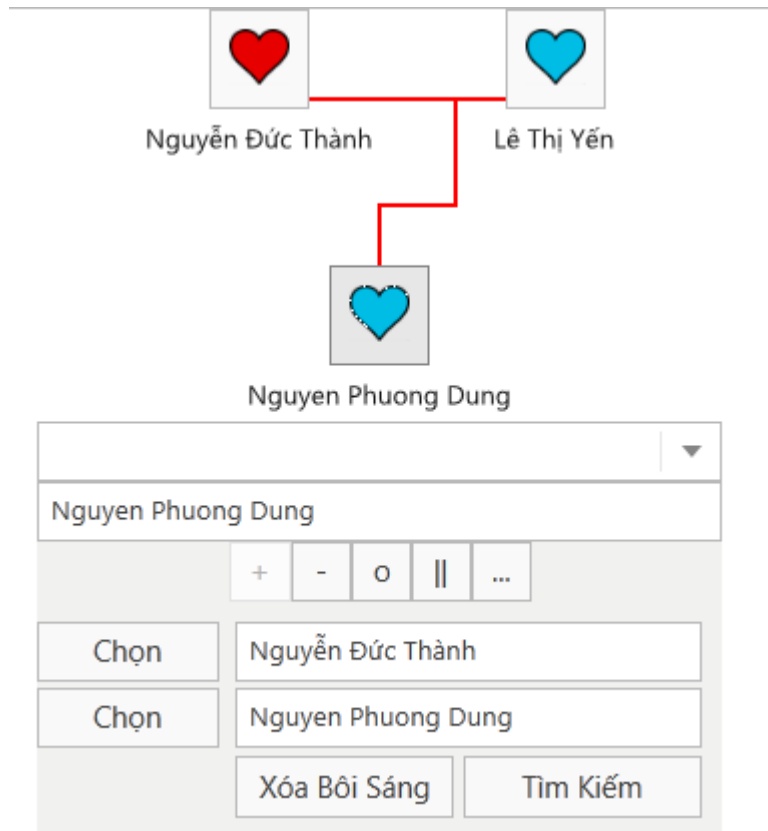 Nguyễn Đức Thành Lê Thị Yến
Nguyen Phuong Dung
Nguyen Phuong Dung
+ - o || ...
Chọn Nguyễn Đức Thành
Chọn Nguyen Phuong Dung
Xóa Bôi Sáng Tìm Kiếm